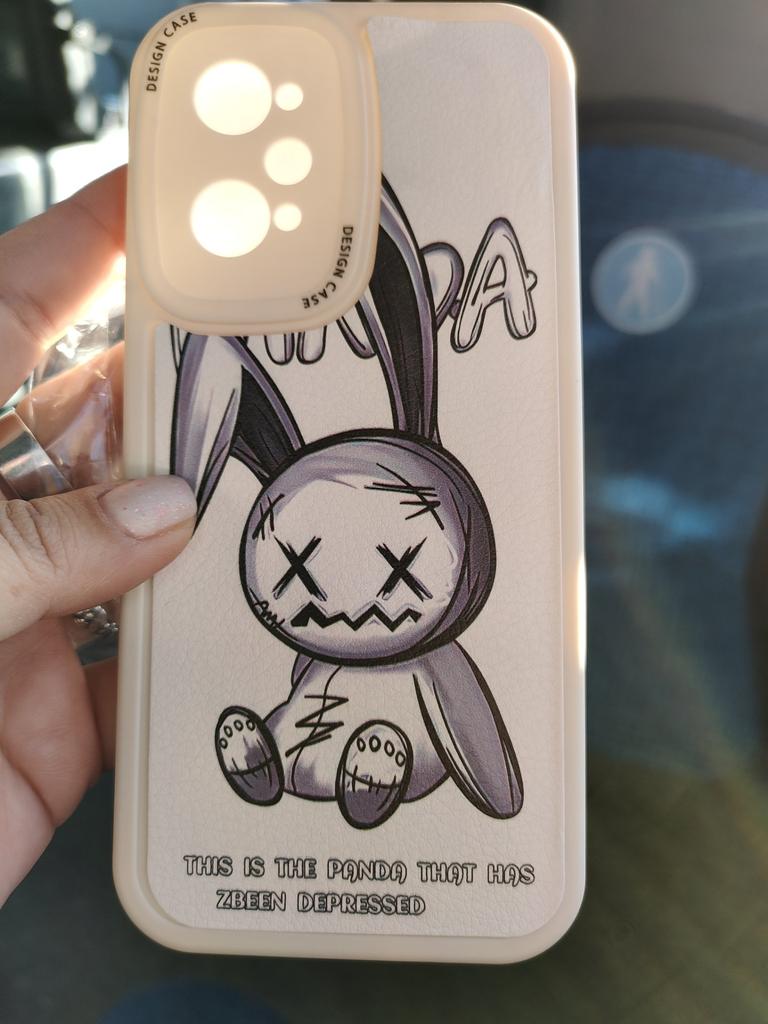 DESIGN CASE
DESIGN CASE
THIS IS THE PANDA THAT HAS
ZBEEN DEPRESSED